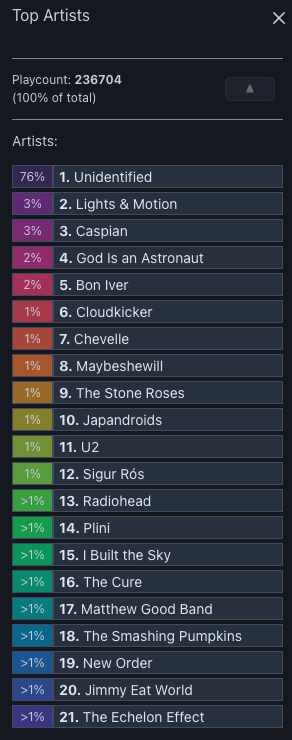 Top Artists
Playcount: 236704
(100% of total)
Artists:
76% 1. Unidentified
3% 2. Lights & Motion
3% 3. Caspian
2% 4. God Is an Astronaut
2% 5. Bon Iver
1% 6. Cloudkicker
1% 7. Chevelle
1% 8. Maybeshewill
1% 9. The Stone Roses
1% 10. Japandroids
1% 11. U2
1% 12. Sigur Rós
>1% 13. Radiohead
>1% 14. Plini
>1% 15. I Built the Sky
>1% 16. The Cure
>1% 17. Matthew Good Band
>1% 18. The Smashing Pumpkins
>1% 19. New Order
>1% 20. Jimmy Eat World
>1% 21. The Echelon Effect